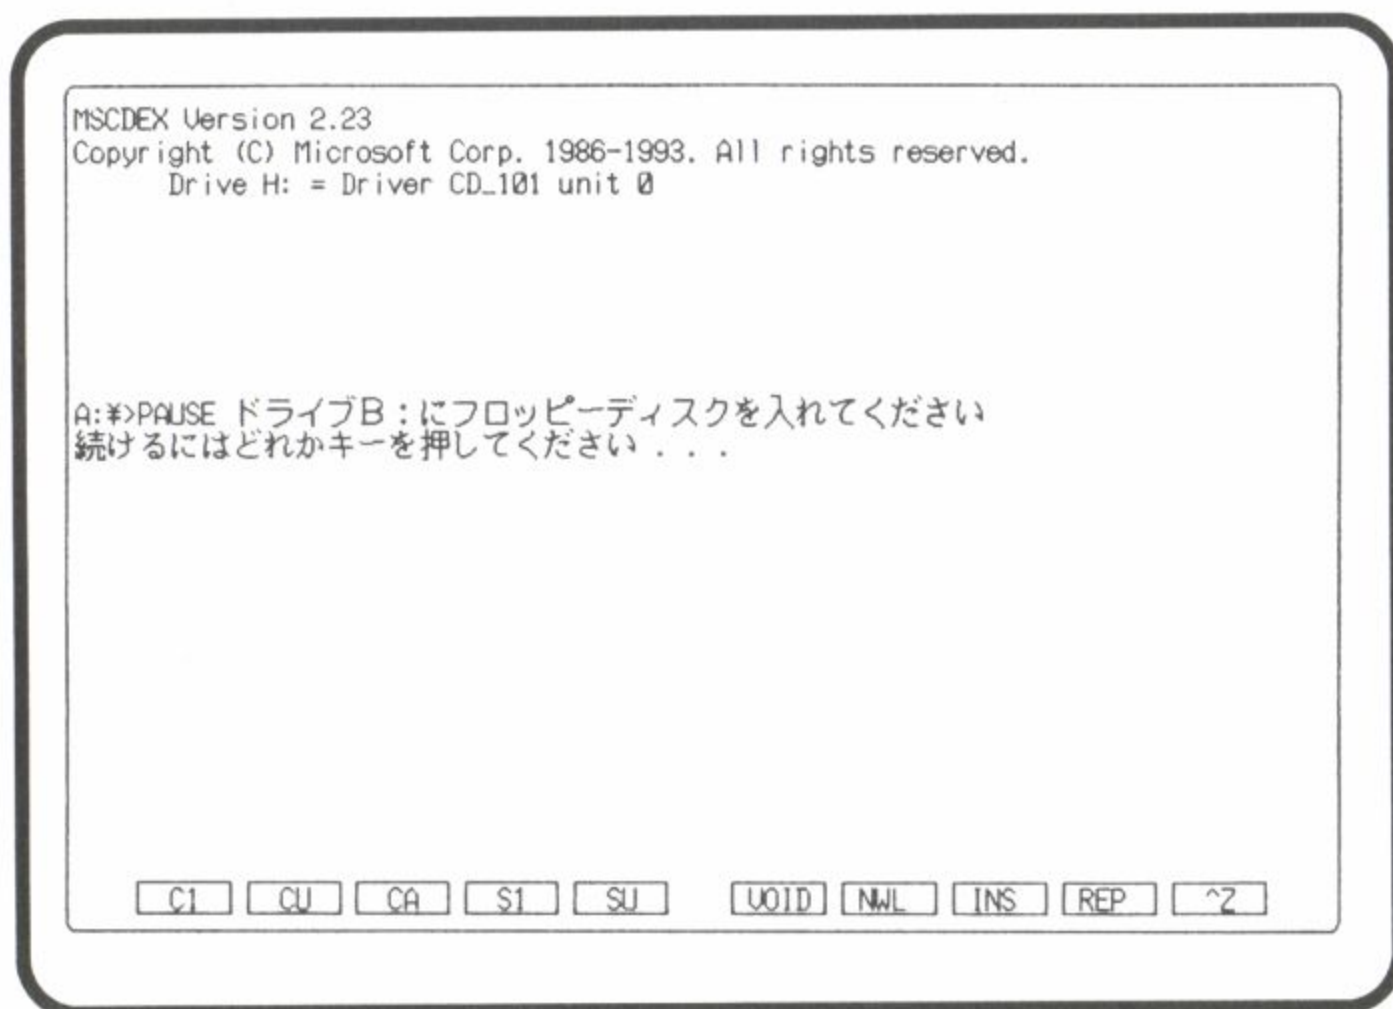 MSCDEX Version 2.23
Copyright (C) Microsoft Corp. 1986-1993. All rights reserved.
Drive H: = Driver CD_101 unit 0
A:¥>PAUSE ドライブB:にフロッピーディスクを入れてください
続けるにはどれかキーを押してください . . .
C1 CU CA S1 SU VOID NWL INS REP ^Z